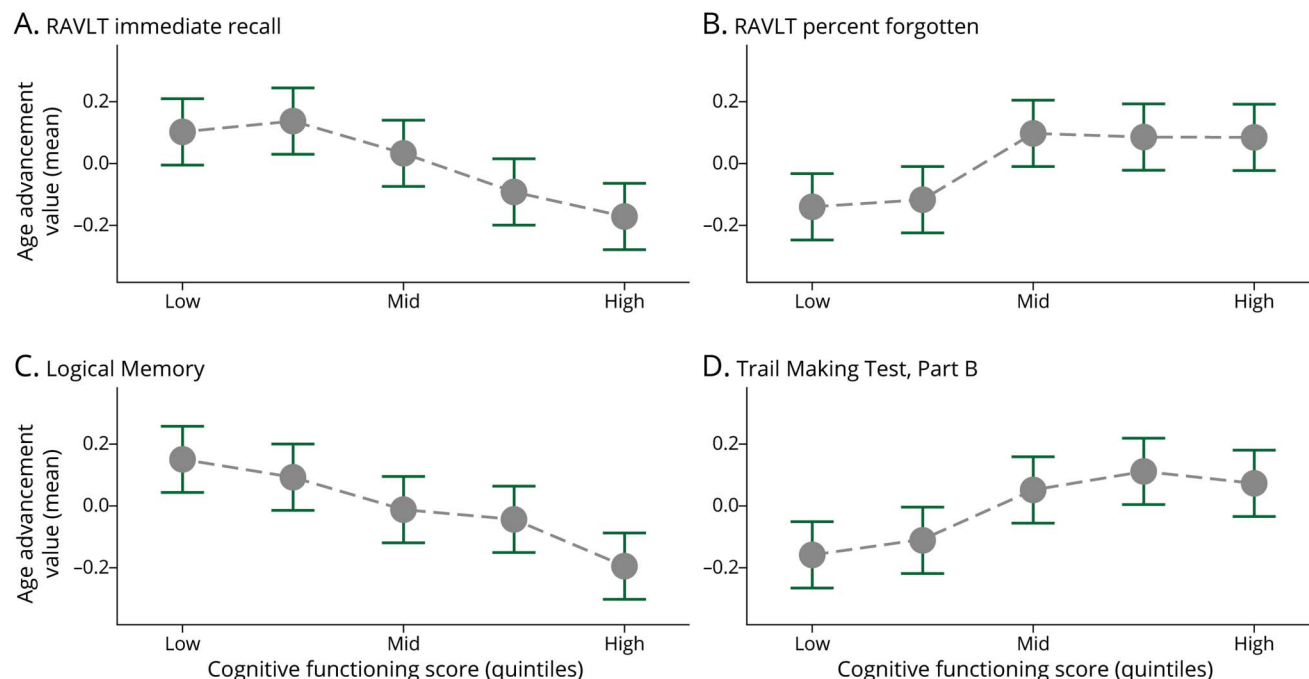 A. RAVLT immediate recall
Age advancement
value (mean)
0.2
0.0
−0.2
Low
Mid
High
B. RAVLT percent forgotten
0.2
0.0
−0.2
Low
Mid
High
C. Logical Memory
Age advancement
value (mean)
0.2
0.0
−0.2
Low
Mid
High
Cognitive functioning score (quintiles)
D. Trail Making Test, Part B
0.2
0.0
−0.2
Low
Mid
High
Cognitive functioning score (quintiles)